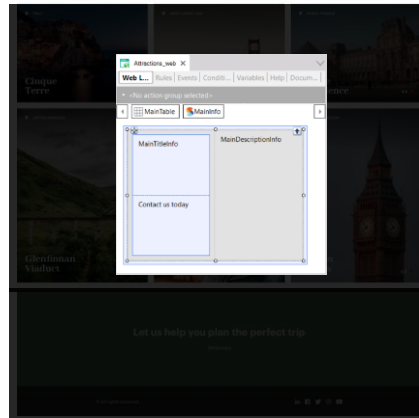 Attractions_web ×
Web L... Rules Events Conditi... Variables Help Docum...
<No action group selected>
MainTable MainInfo
MainTitleInfo
MainDescriptionInfo
Contact us today
Cinque
Terre
Glenfinnan
Viaduct
Let us help you plan the perfect trip